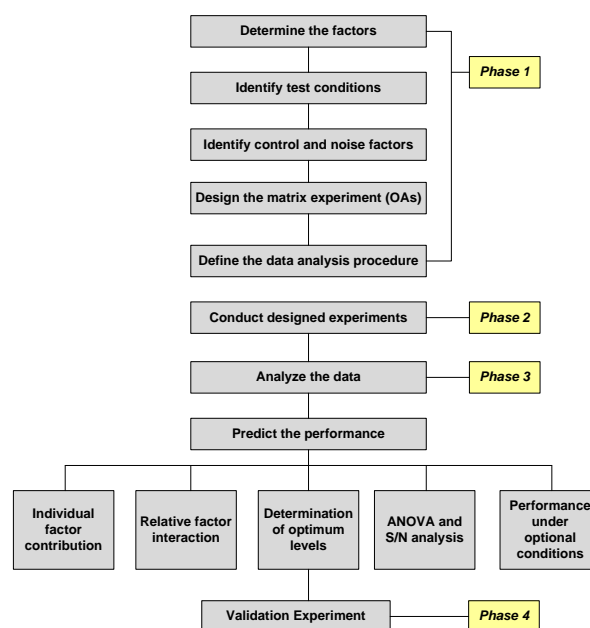 Determine the factors
Phase 1
Identify test conditions
Identify control and noise factors
Design the matrix experiment (OAs)
Define the data analysis procedure
Conduct designed experiments
Phase 2
Analyze the data
Phase 3
Predict the performance
Individual
factor
contribution
Relative factor
interaction
Determination
of optimum
levels
ANOVA and
S/N analysis
Performance
under
optional
conditions
Validation Experiment
Phase 4